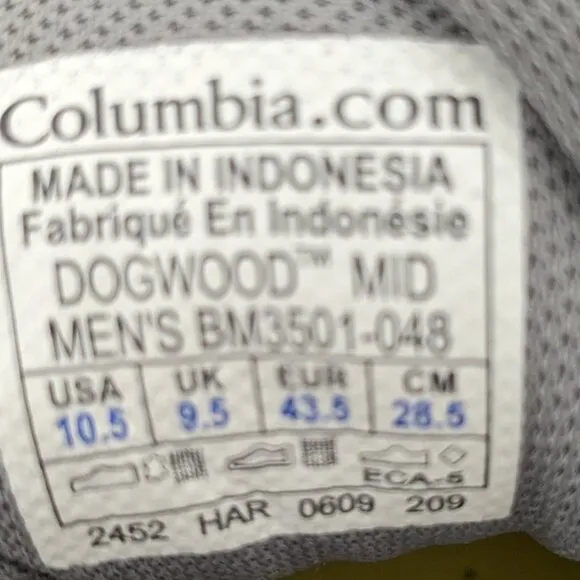 Columbia.com
MADE IN INDONESIA
Fabriqué En Indonésie
DOGWOOD™ MID
MEN'S BM3501-048
USA UK EUR CM
10.5 9.5 43.5 28.5
ECA-5
2452 HAR 0609 209